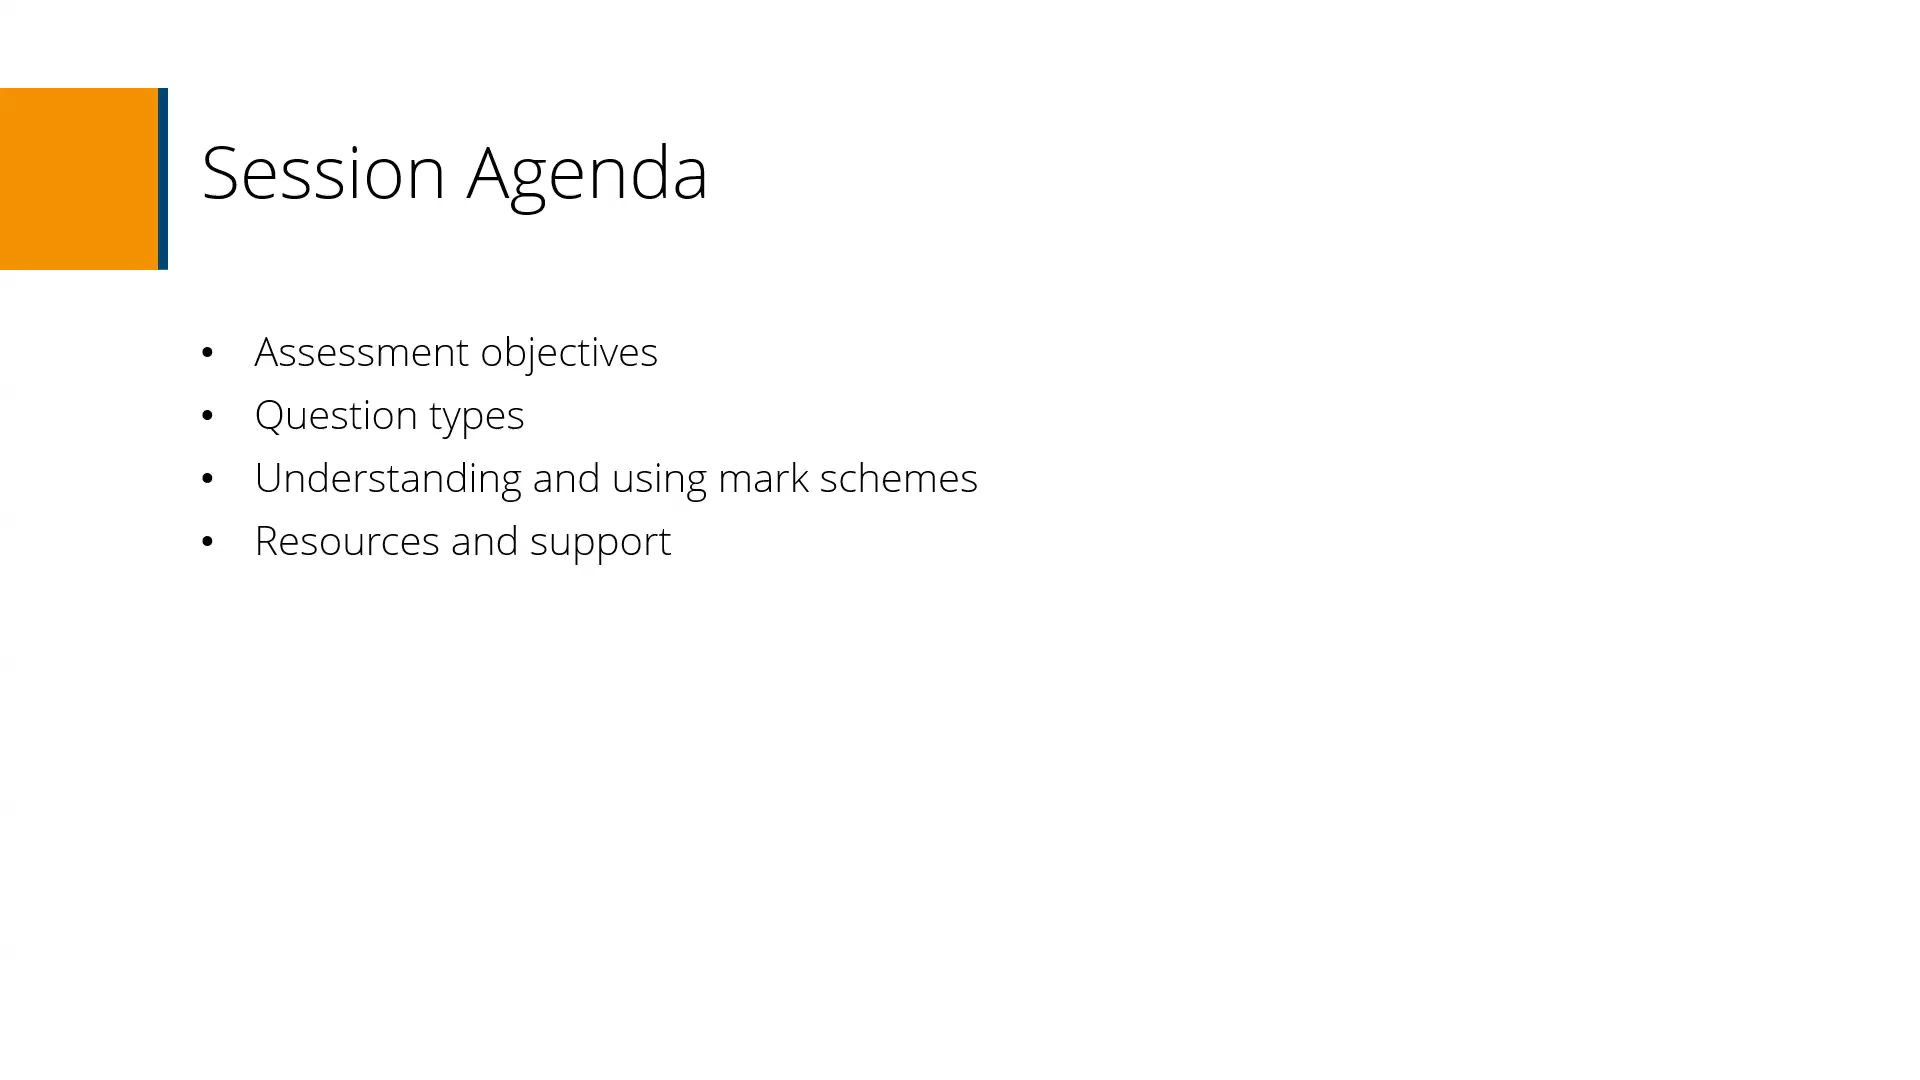 Session Agenda
• Assessment objectives
• Question types
• Understanding and using mark schemes
• Resources and support